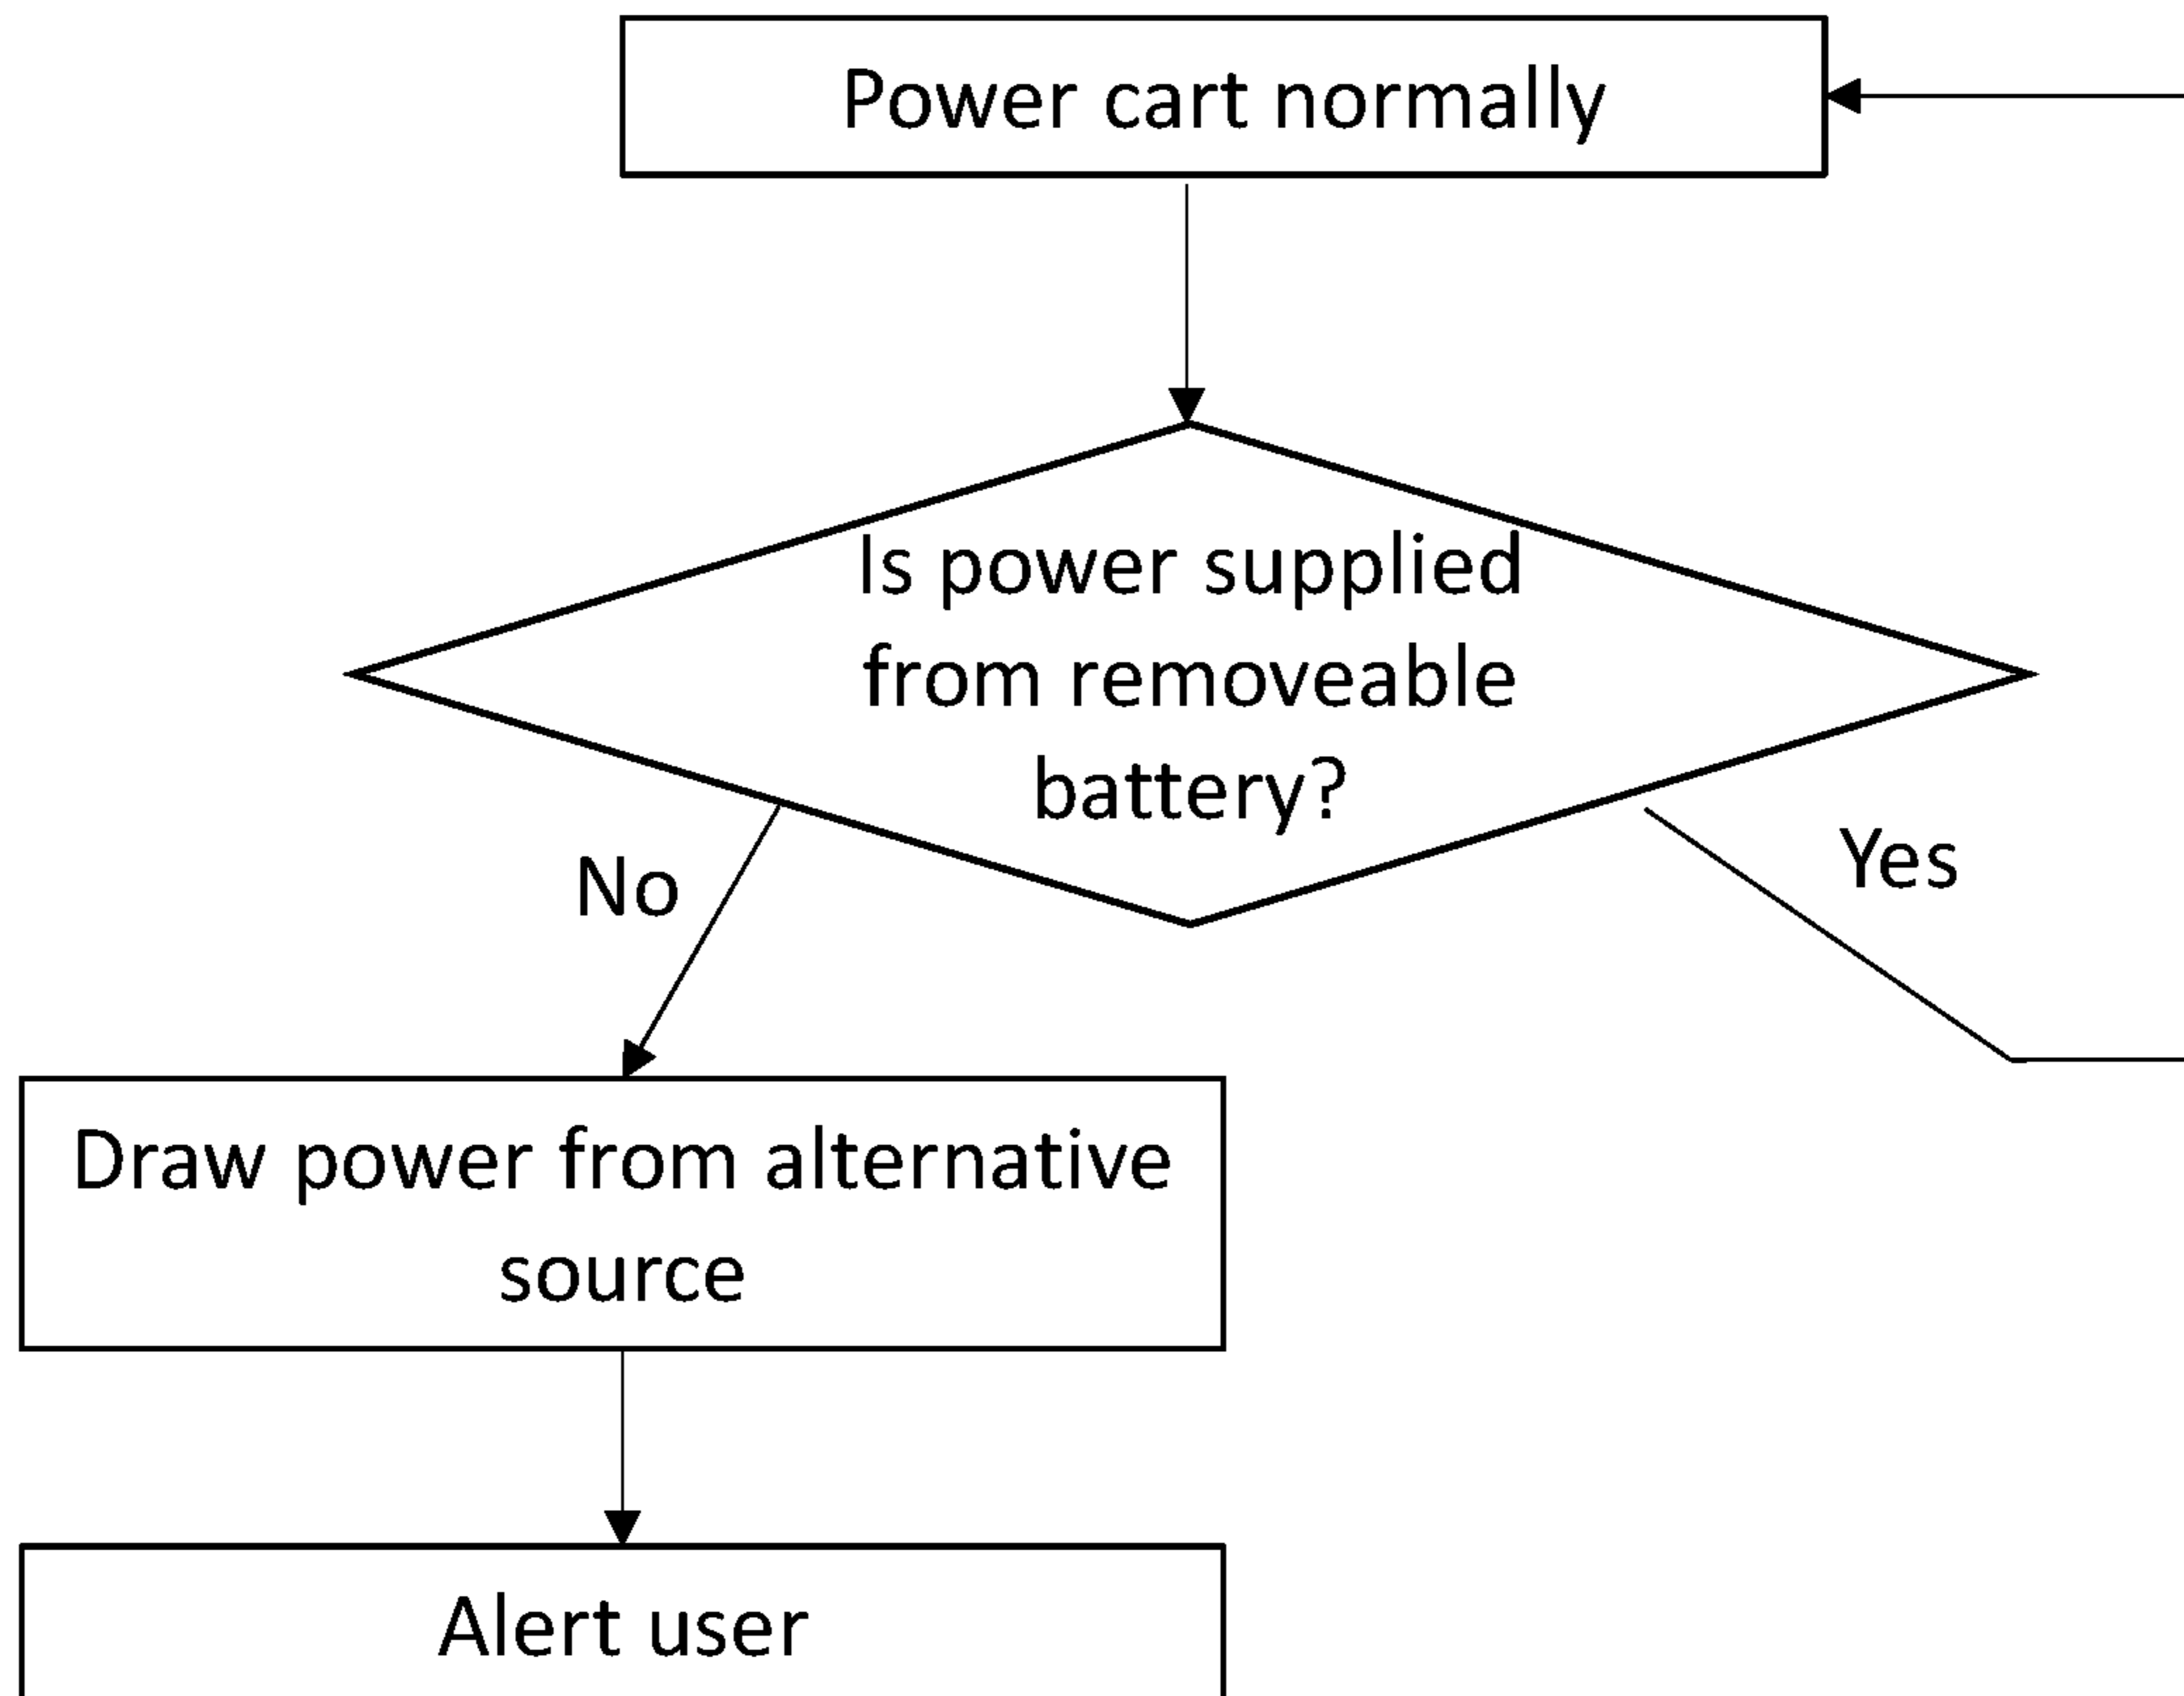 Power cart normally
Is power supplied
from removeable
battery?
No
Yes
Draw power from alternative
source
Alert user